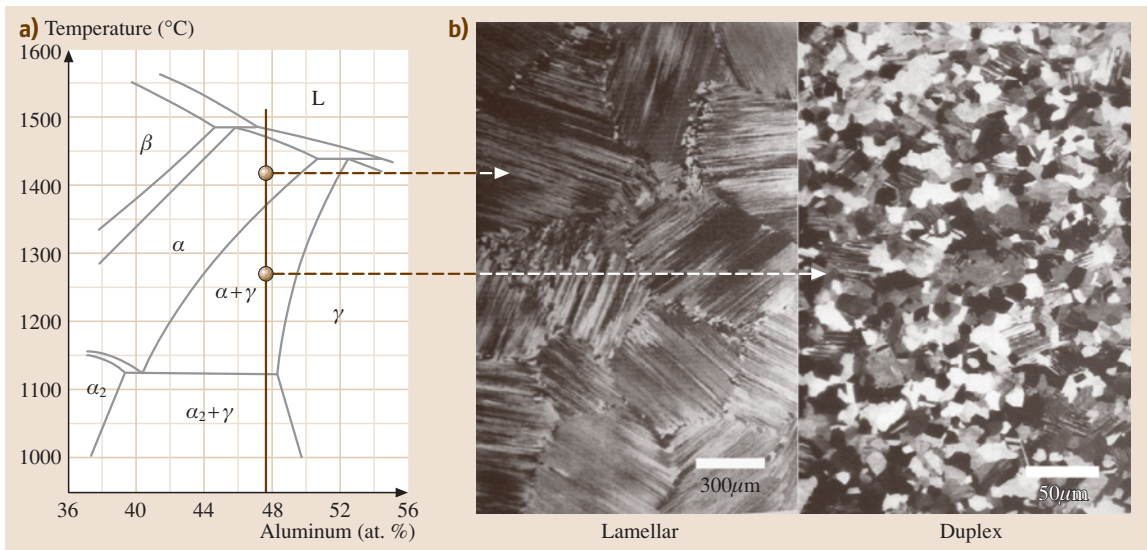 a) Temperature (°C)
1600
1500
1400
1300
1200
1100
1000
36
40
44
48
52
56
Aluminum (at. %)
L
β
α
α+γ
γ
α₂
α₂+γ
b)
300μm
50μm
Lamellar
Duplex